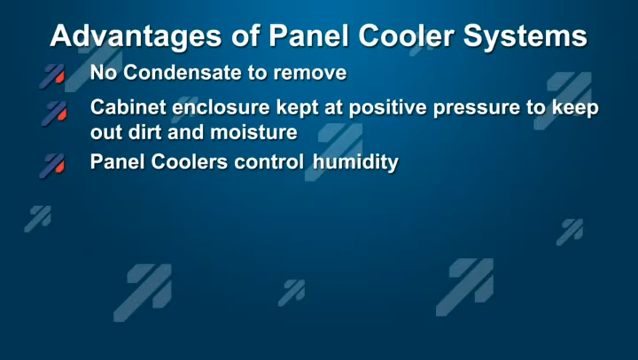 Advantages of Panel Cooler Systems
No Condensate to remove
Cabinet enclosure kept at positive pressure to keep
out dirt and moisture
Panel Coolers control humidity